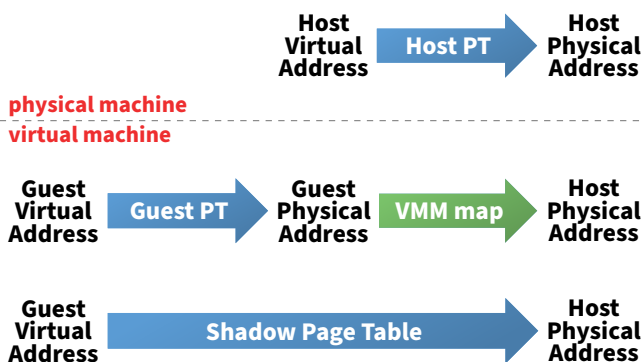 Host
Virtual
Address
Host PT
Host
Physical
Address
physical machine
virtual machine
Guest
Virtual
Address
Guest PT
Guest
Physical
Address
VMM map
Host
Physical
Address
Guest
Virtual
Address
Shadow Page Table
Host
Physical
Address